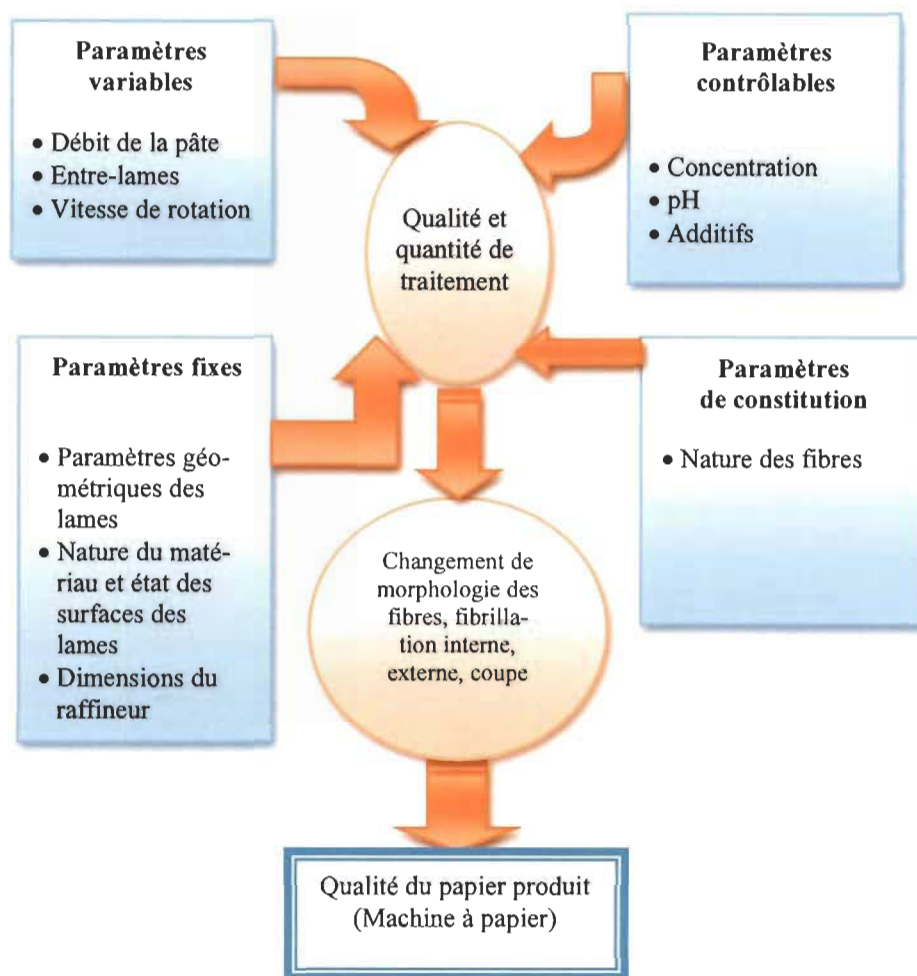 Paramètres
variables
• Débit de la pâte
• Entre-lames
• Vitesse de rotation
Paramètres
contrôlables
• Concentration
• pH
• Additifs
Qualité et
quantité de
traitement
Paramètres fixes
• Paramètres géo-
métriques des
lames
• Nature du maté-
riau et état des
surfaces des
lames
• Dimensions du
raffineur
Paramètres
de constitution
• Nature des fibres
Changement de
morphologie des
fibres, fibrilla-
tion interne,
externe, coupe
Qualité du papier produit
(Machine à papier)